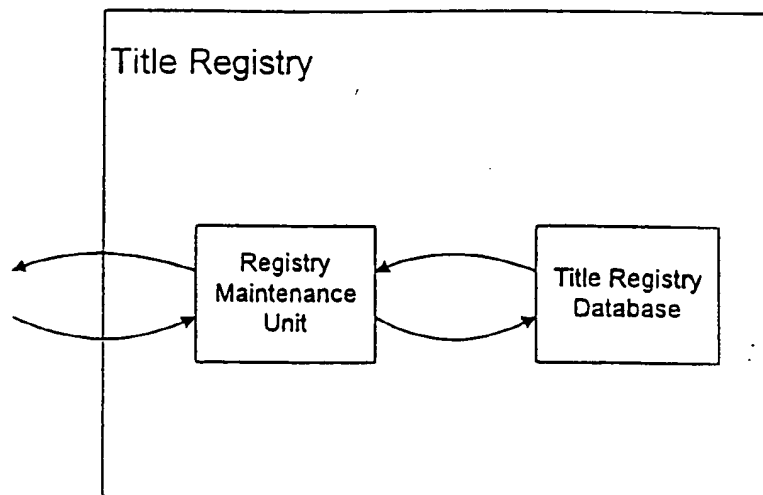 Title Registry
Registry
Maintenance
Unit
Title Registry
Database